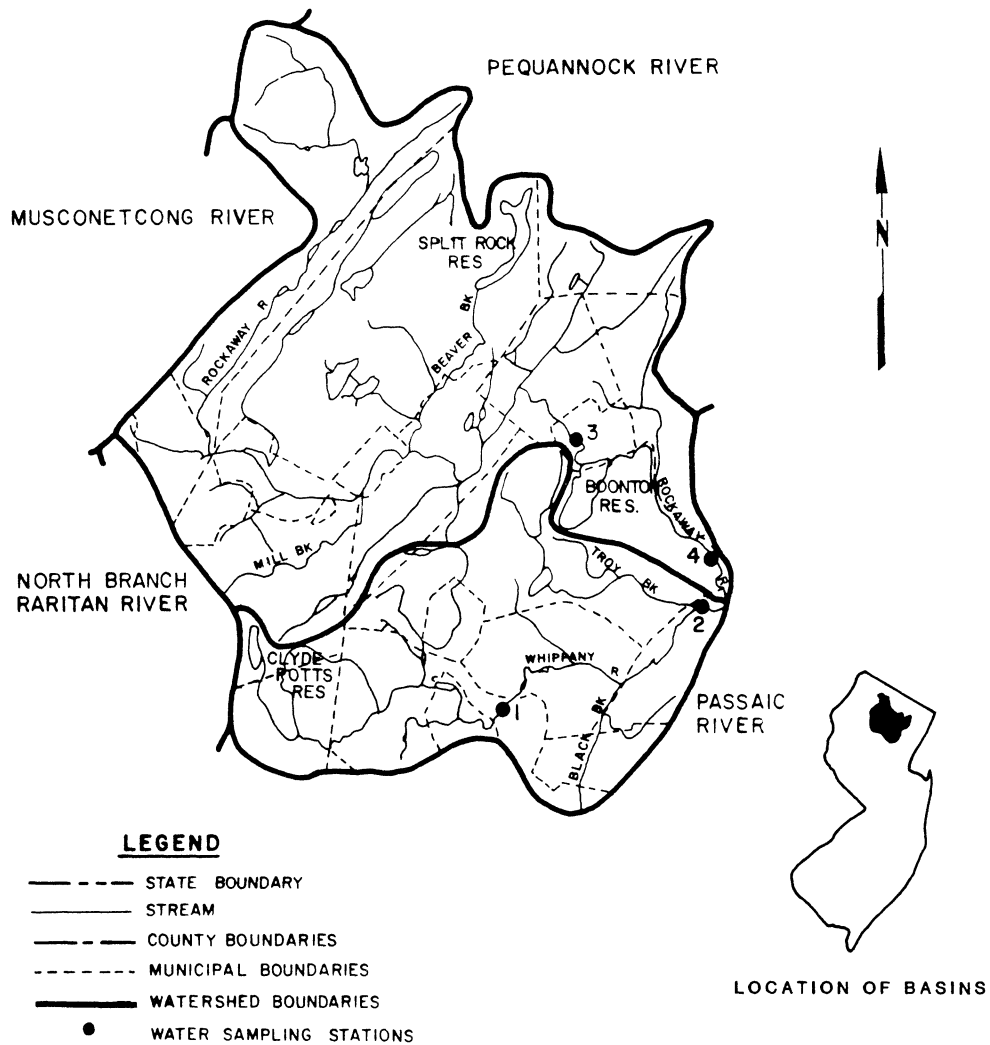 PEQUANNOCK RIVER
MUSCONETCONG RIVER
N
SPLIT ROCK
RES
ROCKAWAY R
BEAVER BK
3
BOONTON
RES.
ROCKAWAY R
4
MILL BK
TROY BK
2
NORTH BRANCH
RARITAN RIVER
CLYDE
POTTS
RES
WHIPPANY R
1
BLACK BK
PASSAIC
RIVER
LEGEND
STATE BOUNDARY
STREAM
COUNTY BOUNDARIES
MUNICIPAL BOUNDARIES
WATERSHED BOUNDARIES
WATER SAMPLING STATIONS
LOCATION OF BASINS